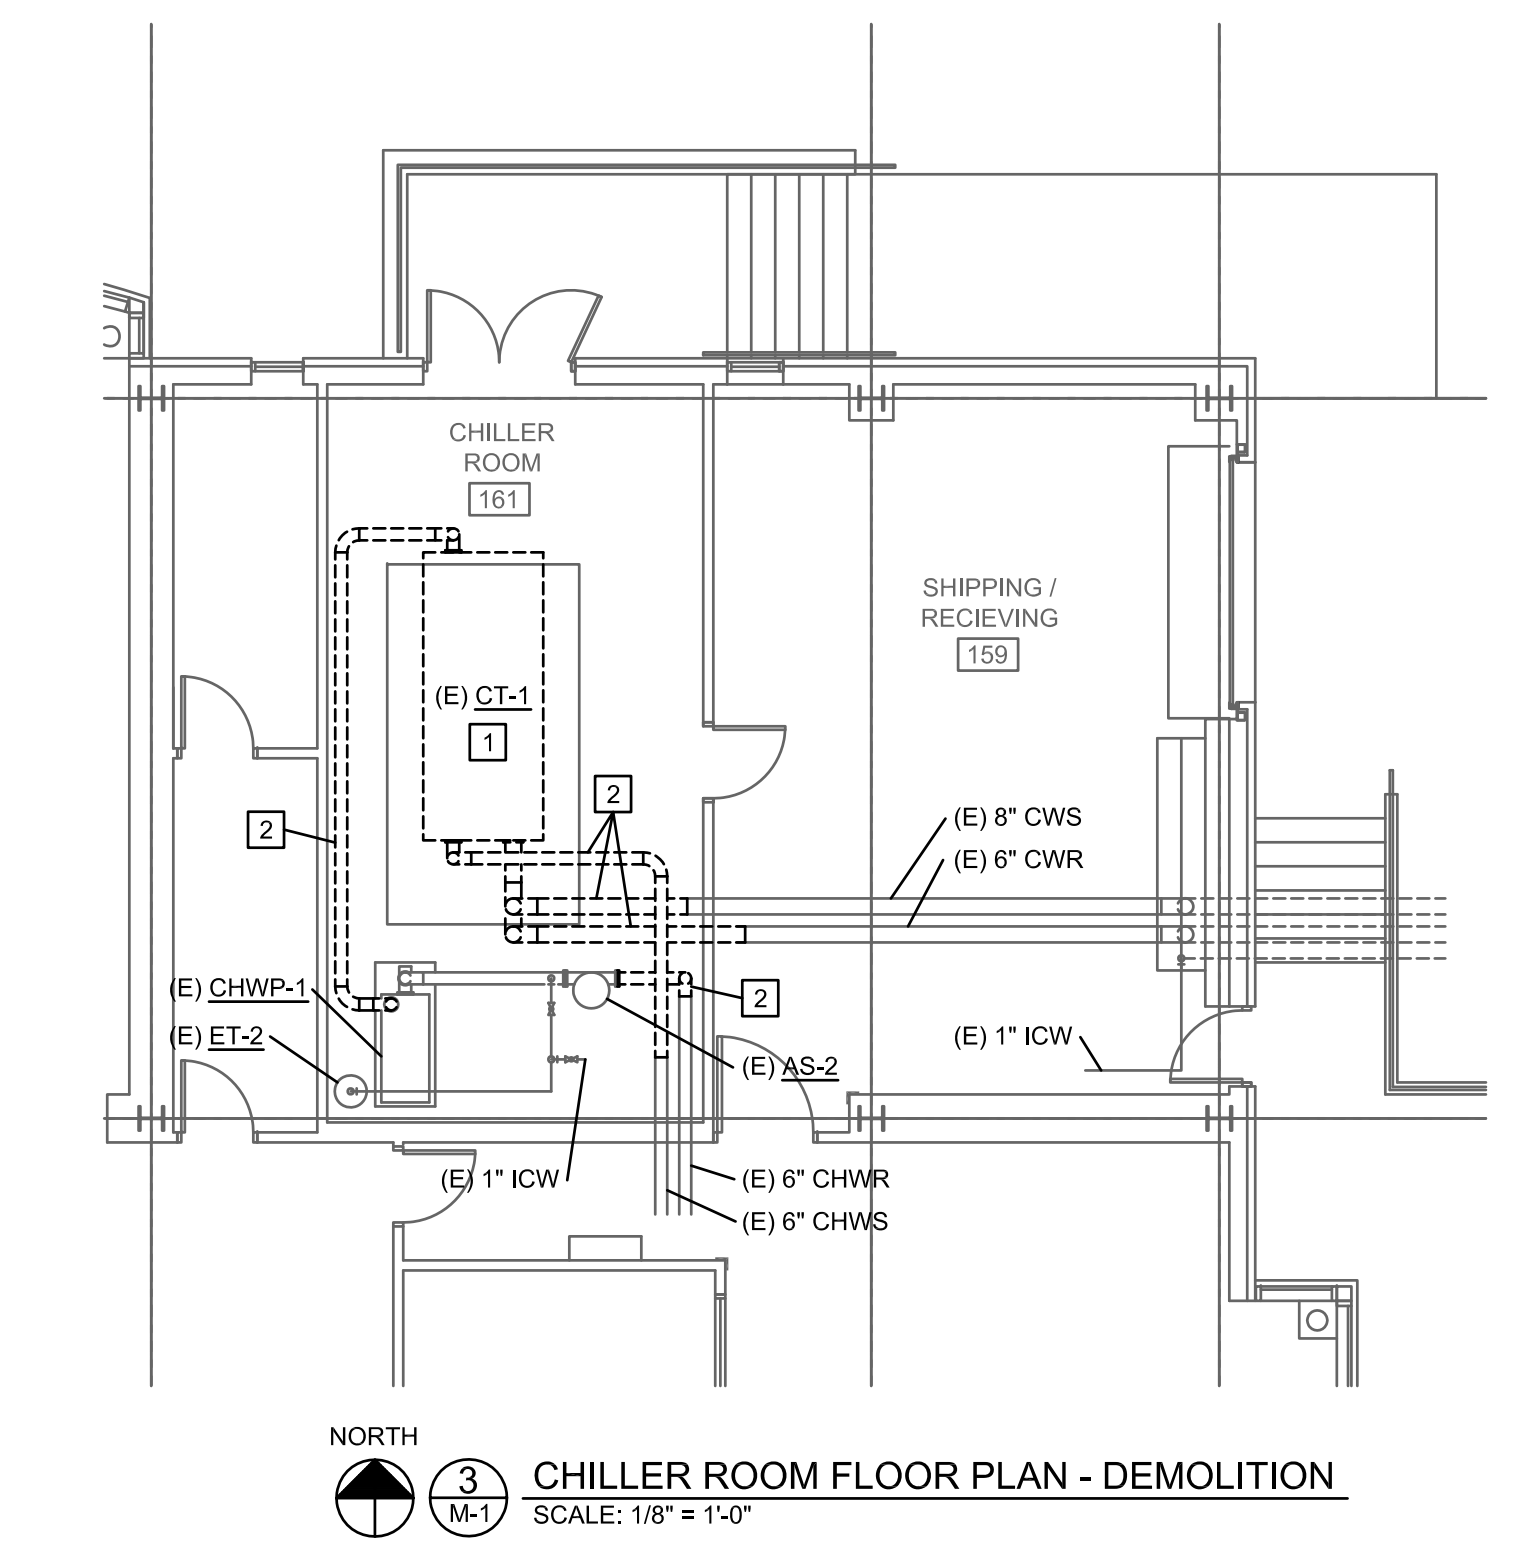 CHILLER
ROOM
161
SHIPPING /
RECIEVING
159
(E) CT-1
1
2
2
(E) 8" CWS
(E) 6" CWR
(E) CHWP-1
2
(E) ET-2
(E) 1" ICW
(E) AS-2
(E) 1" ICW
(E) 6" CHWR
(E) 6" CHWS
NORTH
3
M-1
CHILLER ROOM FLOOR PLAN - DEMOLITION
SCALE: 1/8" = 1'-0"